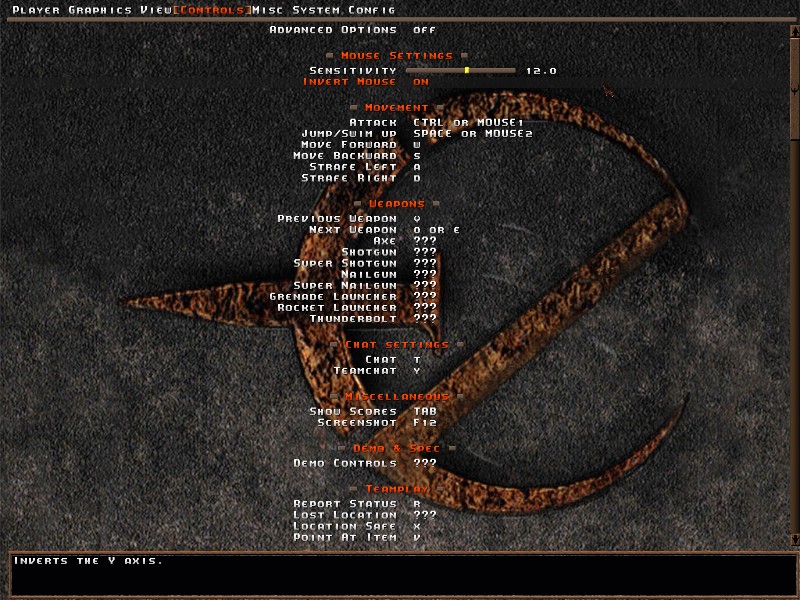 Player Graphics View [Controls] Misc System Config
Advanced Options OFF
Mouse Settings
Sensitivity 12.0
Invert Mouse ON
Movement
Attack CTRL or MOUSE1
Jump/Swim up SPACE or MOUSE2
Move Forward W
Move Backward S
Strafe Left A
Strafe Right D
Weapons
Previous Weapon
Next Weapon Q or E
Axe ???
Shotgun ???
Super Shotgun ???
Nailgun ???
Super Nailgun ???
Grenade Launcher ???
Rocket Launcher ???
Thunderbolt ???
Chat settings
Chat T
Teamchat Y
Miscellaneous
Show Scores TAB
Screenshot F12
Demo & Spec
Demo Controls ???
Teamplay
Report Status R
Lost Location ???
Location Safe X
Point At Item V
Inverts the Y axis.